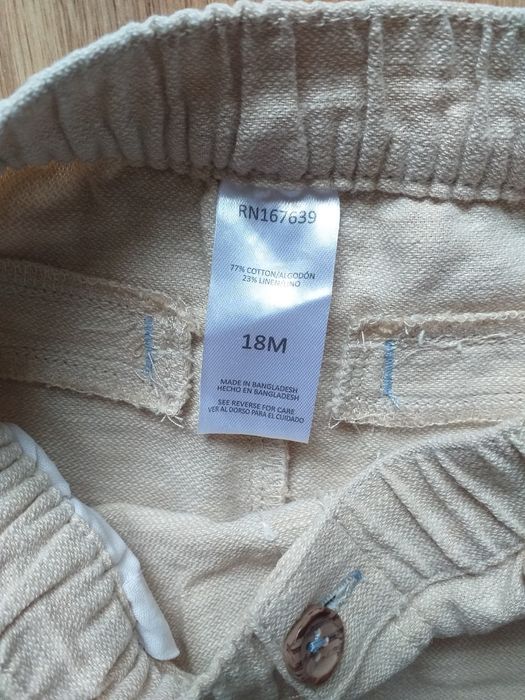 RN167639
77% COTTON/ALGODÓN
23% LINEN/LINO
18M
MADE IN BANGLADESH
HECHO EN BANGLADESH
SEE REVERSE FOR CARE
VER AL DORSO PARA EL CUIDADO